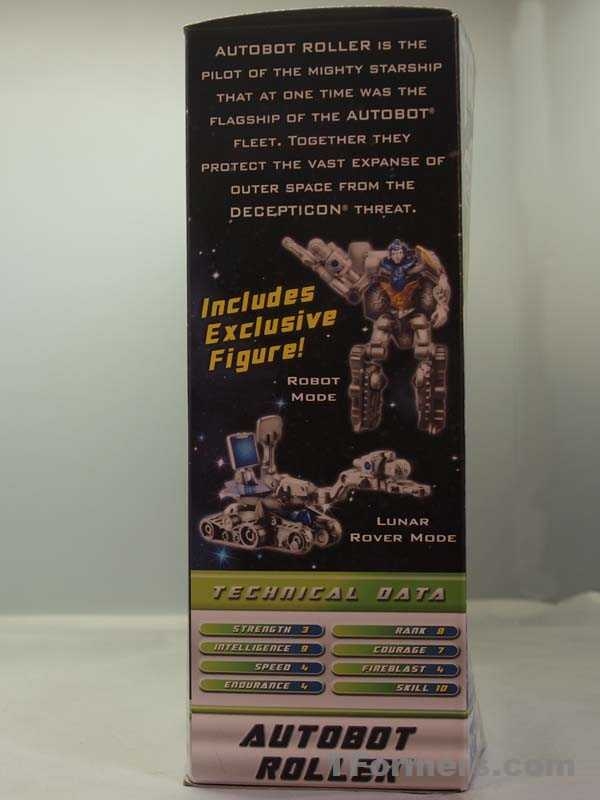 AUTOBOT ROLLER IS THE
PILOT OF THE MIGHTY STARSHIP
THAT AT ONE TIME WAS THE
FLAGSHIP OF THE AUTOBOT®
FLEET. TOGETHER THEY
PROTECT THE VAST EXPANSE OF
OUTER SPACE FROM THE
DECEPTICON® THREAT.
Includes
Exclusive
Figure!
ROBOT
MODE
LUNAR
ROVER MODE
TECHNICAL DATA
STRENGTH 3 RANK 8
INTELLIGENCE 9 COURAGE 7
SPEED 4 FIREBLAST 4
ENDURANCE 4 SKILL 10
AUTOBOT
ROLLER
TFormers.com